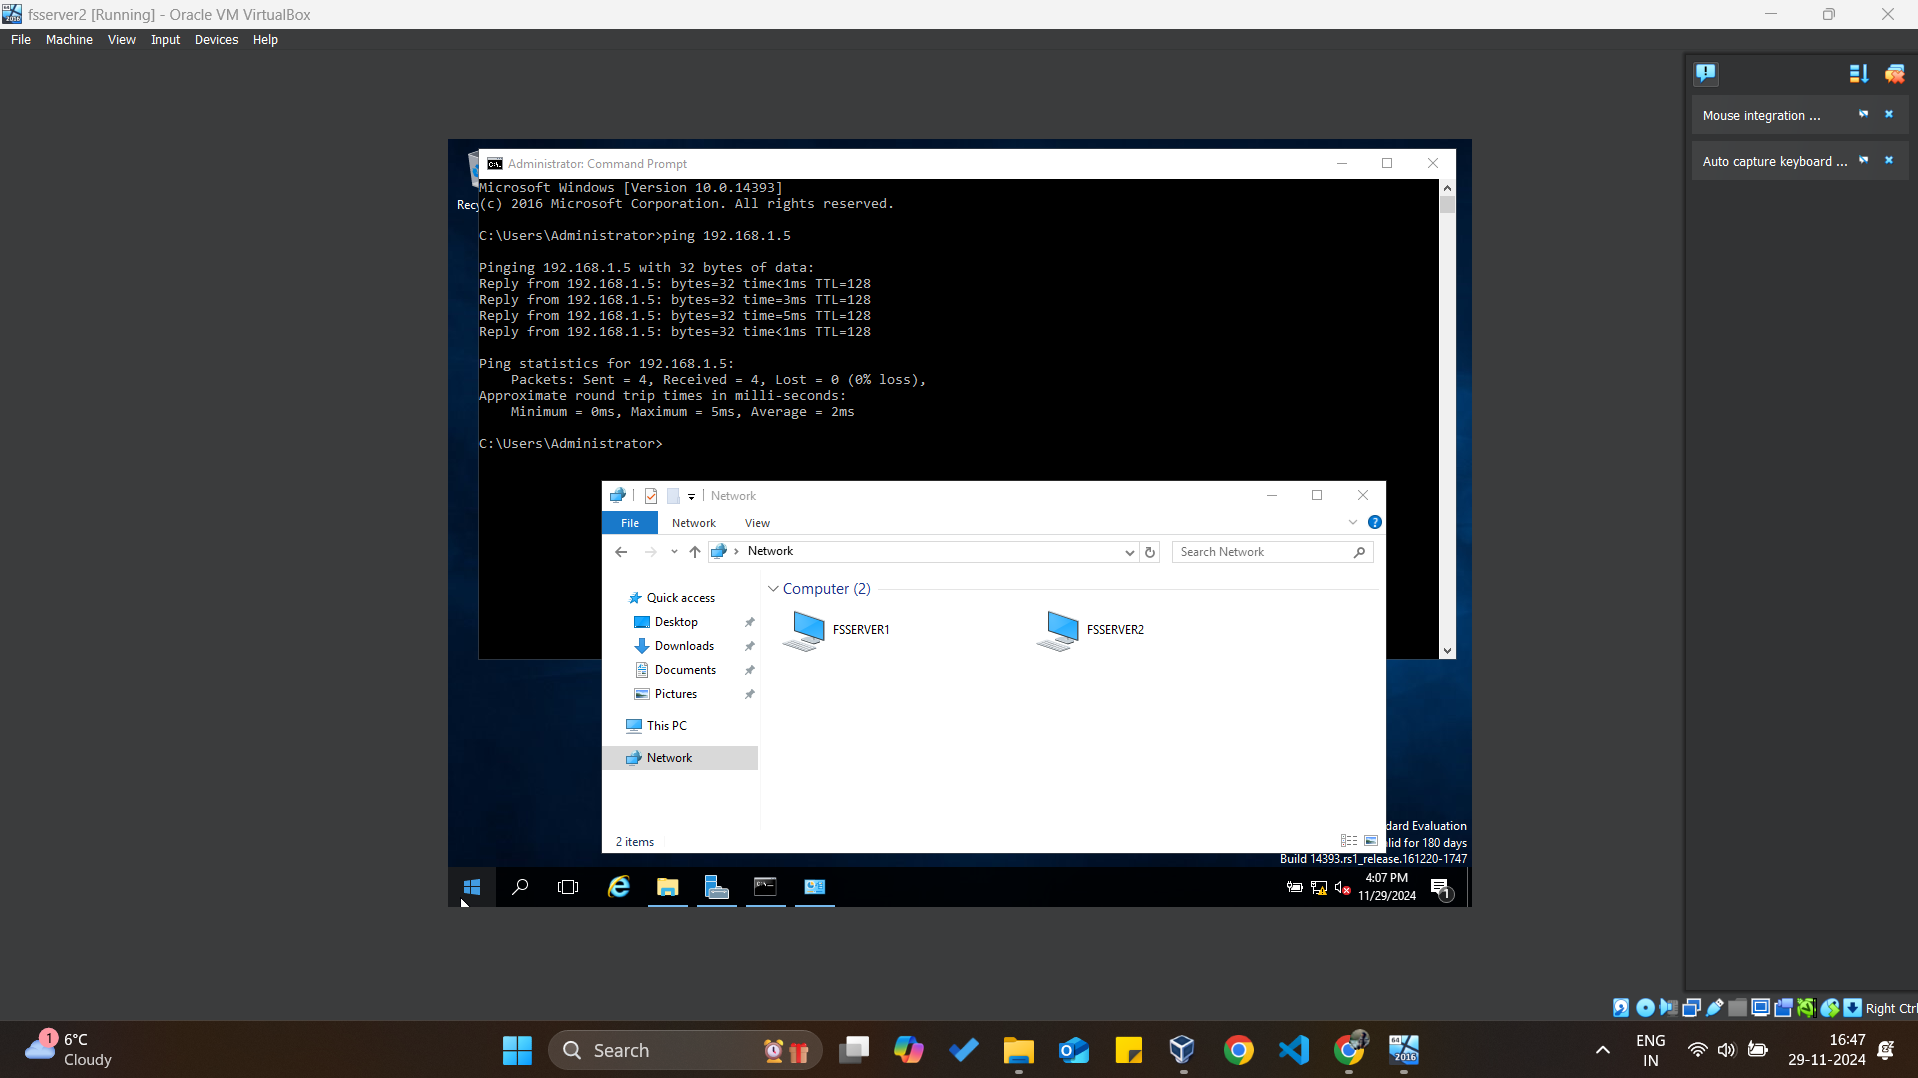 fsserver2 [Running] - Oracle VM VirtualBox
File Machine View Input Devices Help
Mouse integration ...
Auto capture keyboard ...
Administrator: Command Prompt
Microsoft Windows [Version 10.0.14393]
(c) 2016 Microsoft Corporation. All rights reserved.
C:\Users\Administrator>ping 192.168.1.5
Pinging 192.168.1.5 with 32 bytes of data:
Reply from 192.168.1.5: bytes=32 time<1ms TTL=128
Reply from 192.168.1.5: bytes=32 time=3ms TTL=128
Reply from 192.168.1.5: bytes=32 time=5ms TTL=128
Reply from 192.168.1.5: bytes=32 time<1ms TTL=128
Ping statistics for 192.168.1.5:
Packets: Sent = 4, Received = 4, Lost = 0 (0% loss),
Approximate round trip times in milli-seconds:
Minimum = 0ms, Maximum = 5ms, Average = 2ms
C:\Users\Administrator>
Network
File Network View
Network
Search Network
Quick access
Desktop
Downloads
Documents
Pictures
This PC
Network
Computer (2)
FSSERVER1
FSSERVER2
2 items
dard Evaluation
lid for 180 days
Build 14393.rs1_release.161220-1747
4:07 PM
11/29/2024
1
Right Ctrl
1
6°C
Cloudy
Search
64
2016
ENG
IN
16:47
29-11-2024